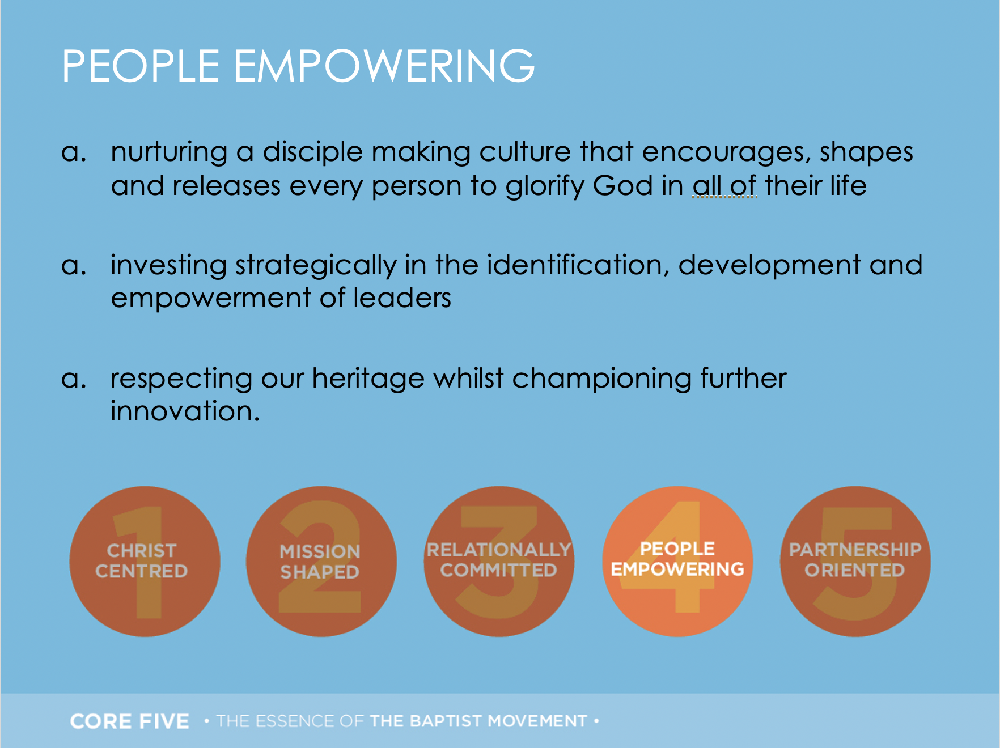 PEOPLE EMPOWERING
a. nurturing a disciple making culture that encourages, shapes
and releases every person to glorify God in all of their life
a. investing strategically in the identification, development and
empowerment of leaders
a. respecting our heritage whilst championing further
innovation.
1
CHRIST
CENTRED
2
MISSION
SHAPED
3
RELATIONALLY
COMMITTED
4
PEOPLE
EMPOWERING
5
PARTNERSHIP
ORIENTED
CORE FIVE • THE ESSENCE OF THE BAPTIST MOVEMENT •